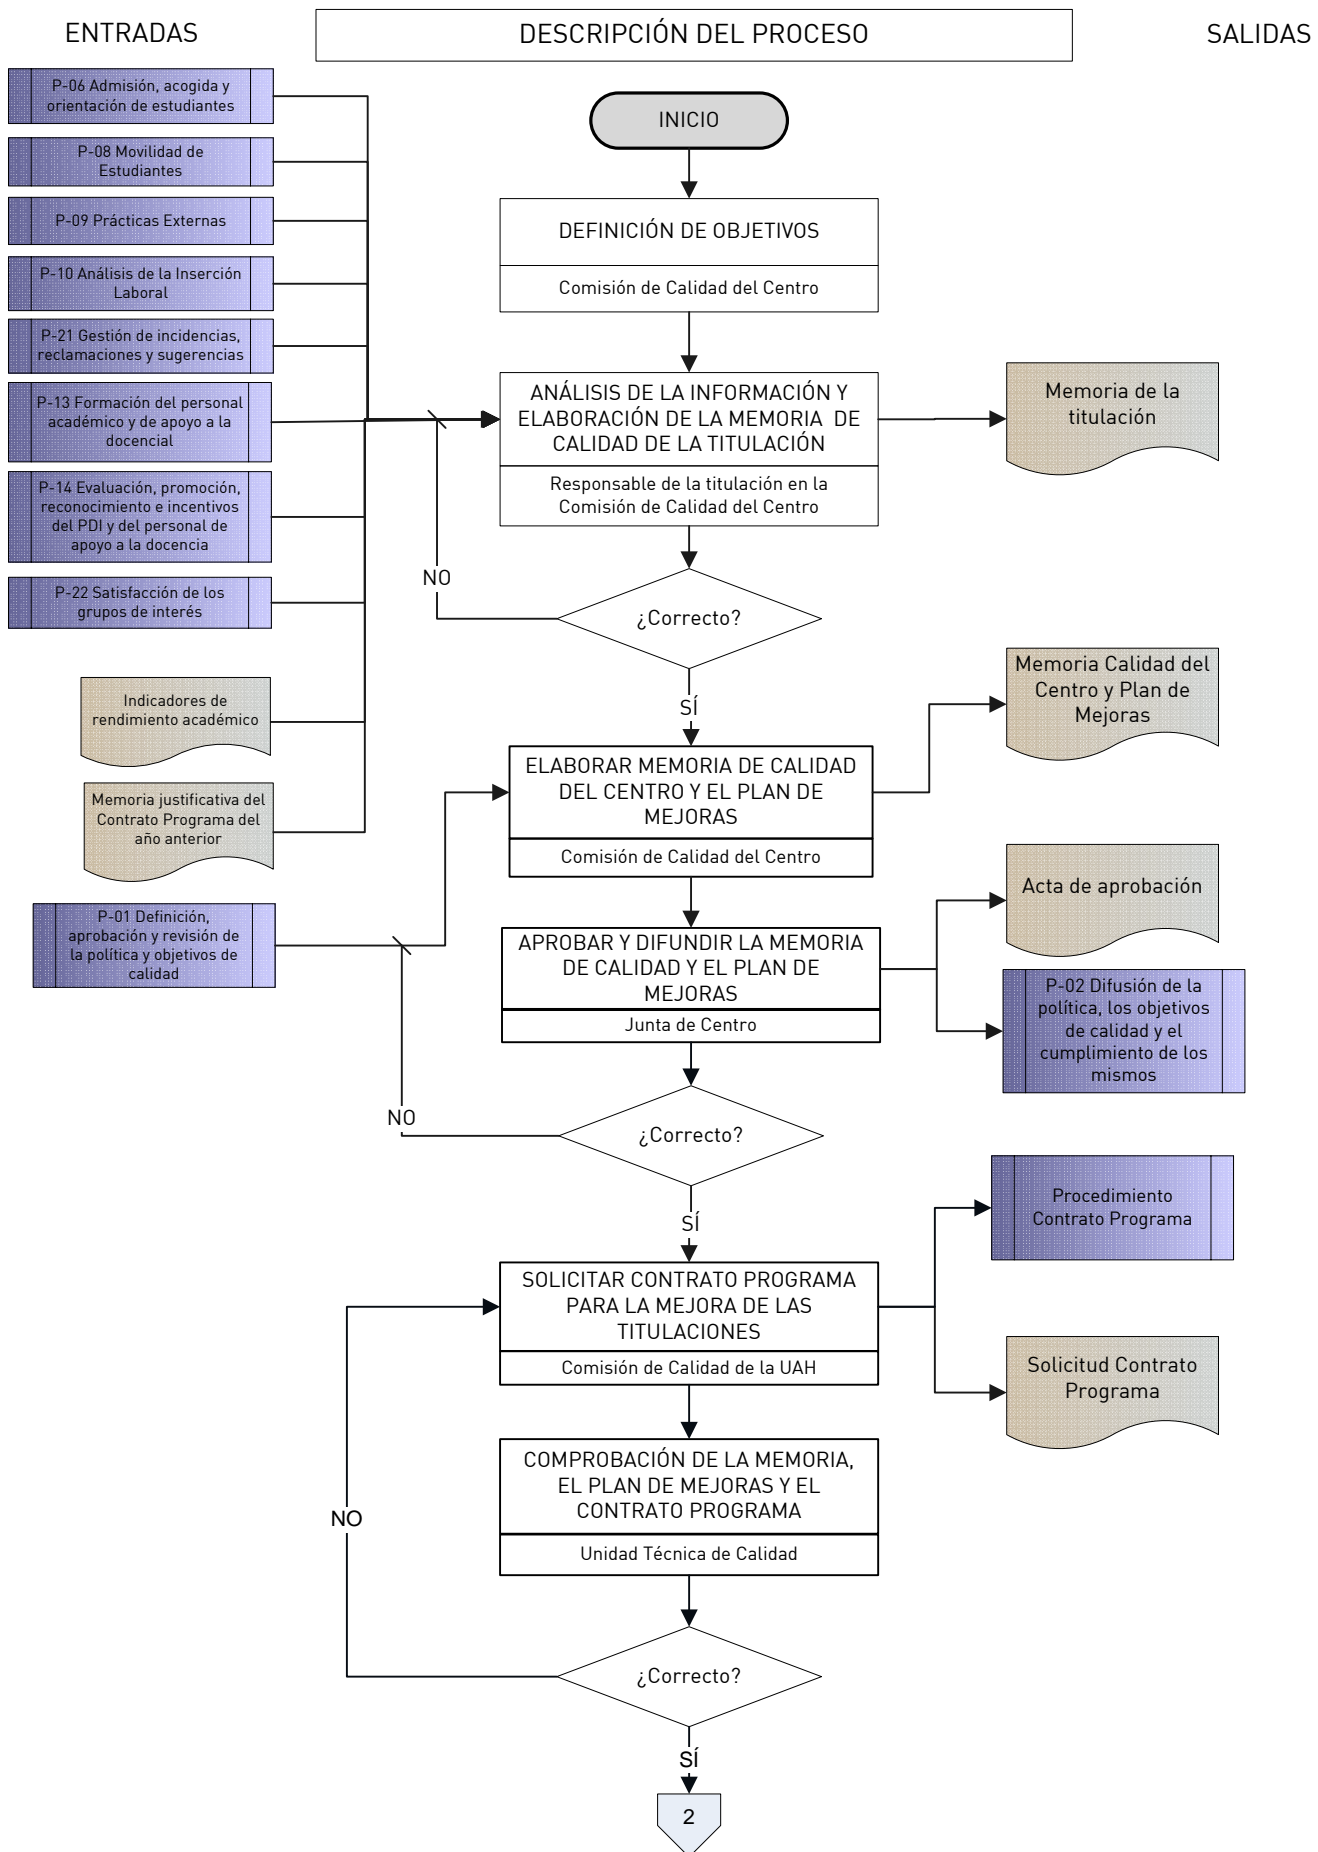 ENTRADAS
DESCRIPCIÓN DEL PROCESO
SALIDAS
P-06 Admisión, acogida y
orientación de estudiantes
P-08 Movilidad de
Estudiantes
P-09 Prácticas Externas
P-10 Análisis de la Inserción
Laboral
P-21 Gestión de incidencias,
reclamaciones y sugerencias
P-13 Formación del personal
académico y de apoyo a la
docencial
P-14 Evaluación, promoción,
reconocimiento e incentivos
del PDI y del personal de
apoyo a la docencia
P-22 Satisfacción de los
grupos de interés
Indicadores de
rendimiento académico
Memoria justificativa del
Contrato Programa del
año anterior
P-01 Definición,
aprobación y revisión de
la política y objetivos de
calidad
INICIO
DEFINICIÓN DE OBJETIVOS
Comisión de Calidad del Centro
ANÁLISIS DE LA INFORMACIÓN Y
ELABORACIÓN DE LA MEMORIA DE
CALIDAD DE LA TITULACIÓN
Responsable de la titulación en la
Comisión de Calidad del Centro
Memoria de la
titulación
NO
¿Correcto?
SÍ
ELABORAR MEMORIA DE CALIDAD
DEL CENTRO Y EL PLAN DE
MEJORAS
Comisión de Calidad del Centro
Memoria Calidad del
Centro y Plan de
Mejoras
APROBAR Y DIFUNDIR LA MEMORIA
DE CALIDAD Y EL PLAN DE
MEJORAS
Junta de Centro
Acta de aprobación
P-02 Difusión de la
política, los objetivos
de calidad y el
cumplimiento de los
mismos
NO
¿Correcto?
SÍ
SOLICITAR CONTRATO PROGRAMA
PARA LA MEJORA DE LAS
TITULACIONES
Comisión de Calidad de la UAH
Procedimiento
Contrato Programa
Solicitud Contrato
Programa
COMPROBACIÓN DE LA MEMORIA,
EL PLAN DE MEJORAS Y EL
CONTRATO PROGRAMA
Unidad Técnica de Calidad
NO
¿Correcto?
SÍ
2